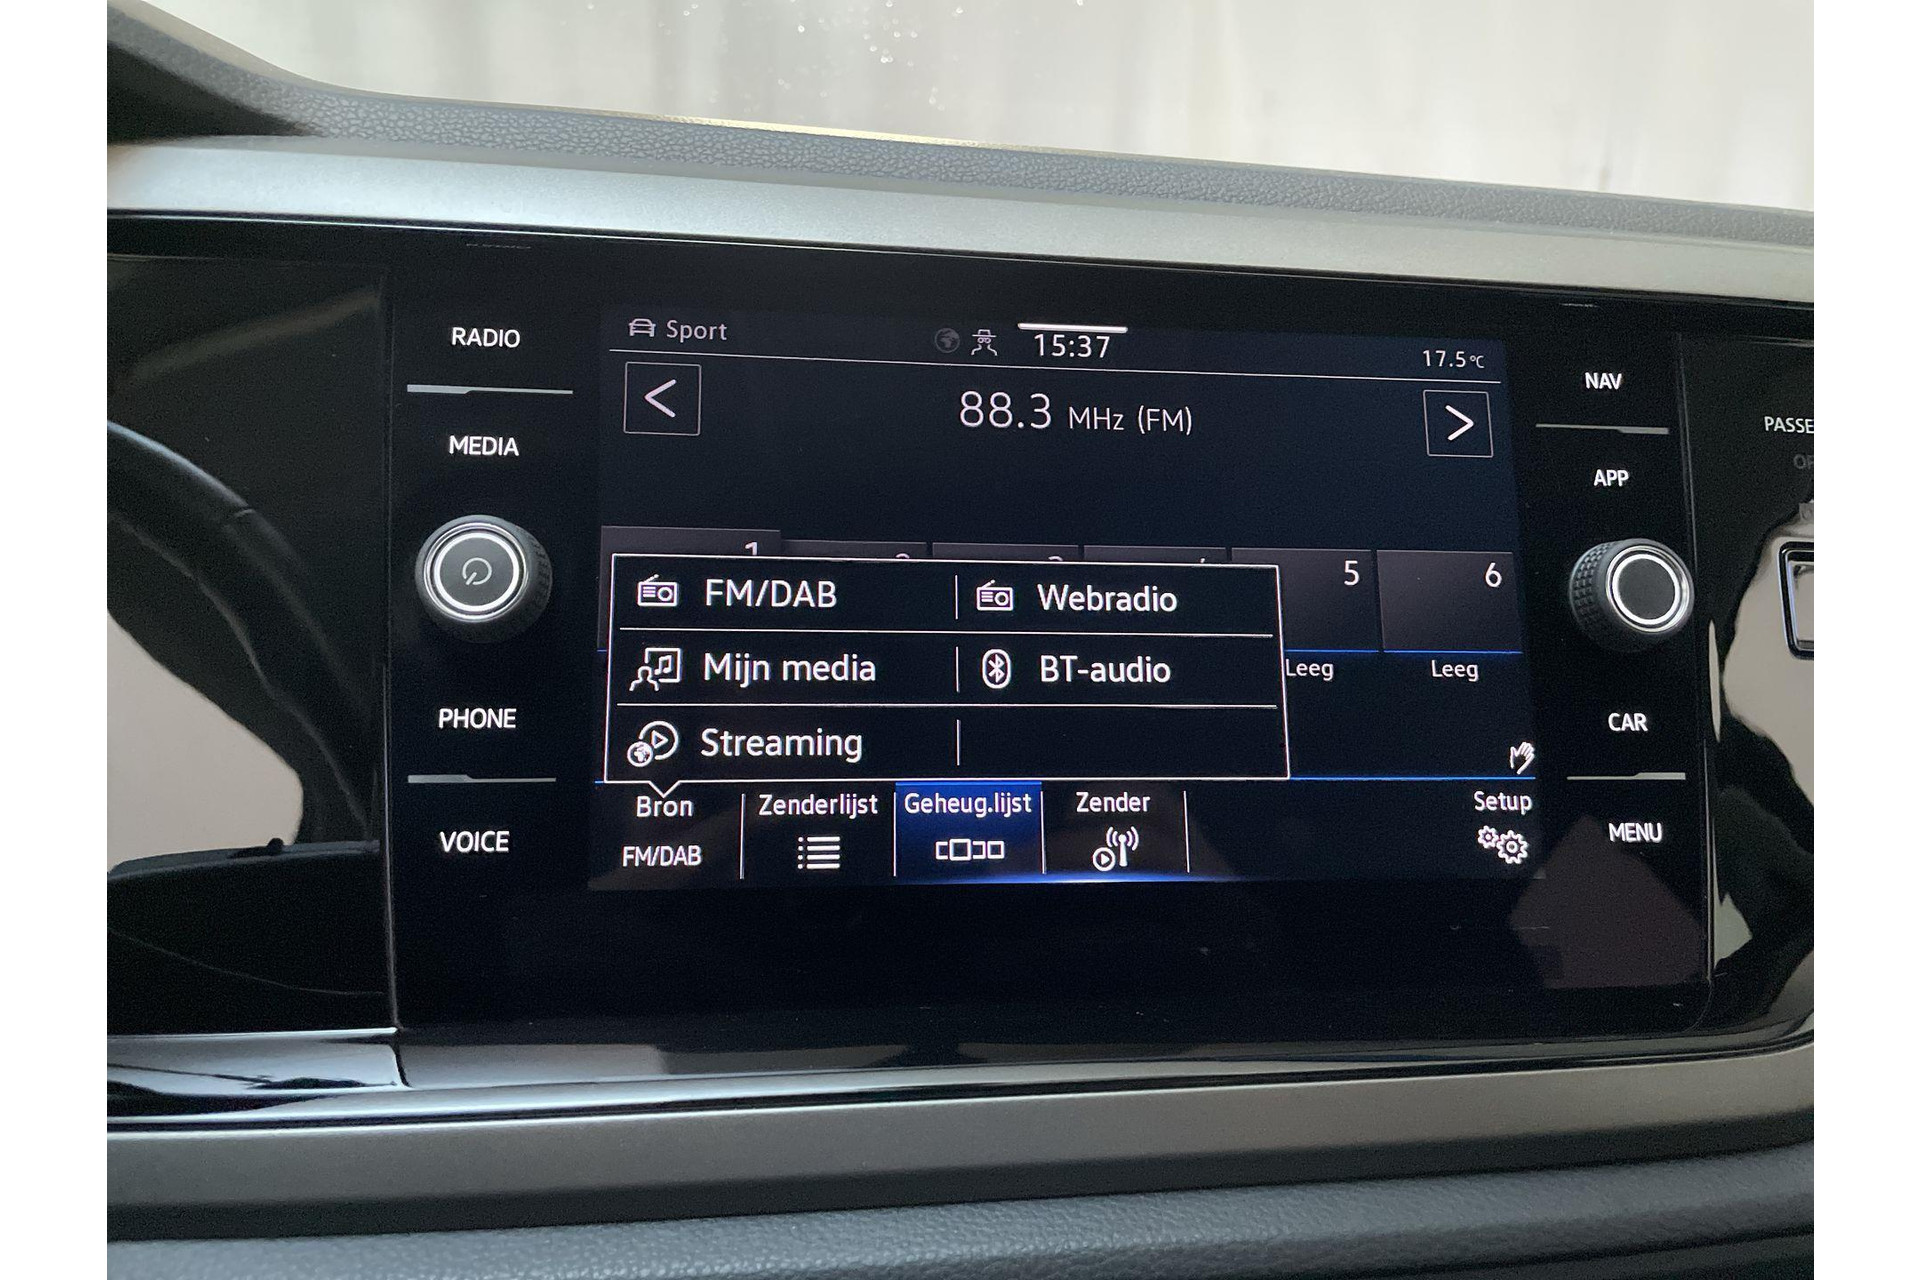 RADIO
MEDIA
PHONE
VOICE
Sport
15:37
17.5°C
<
88.3 MHz (FM)
>
1
5
6
FM/DAB
Webradio
Mijn media
BT-audio
Streaming
Leeg
Leeg
Bron
FM/DAB
Zenderlijst
Geheug.lijst
Zender
Setup
NAV
APP
CAR
MENU
PASSE